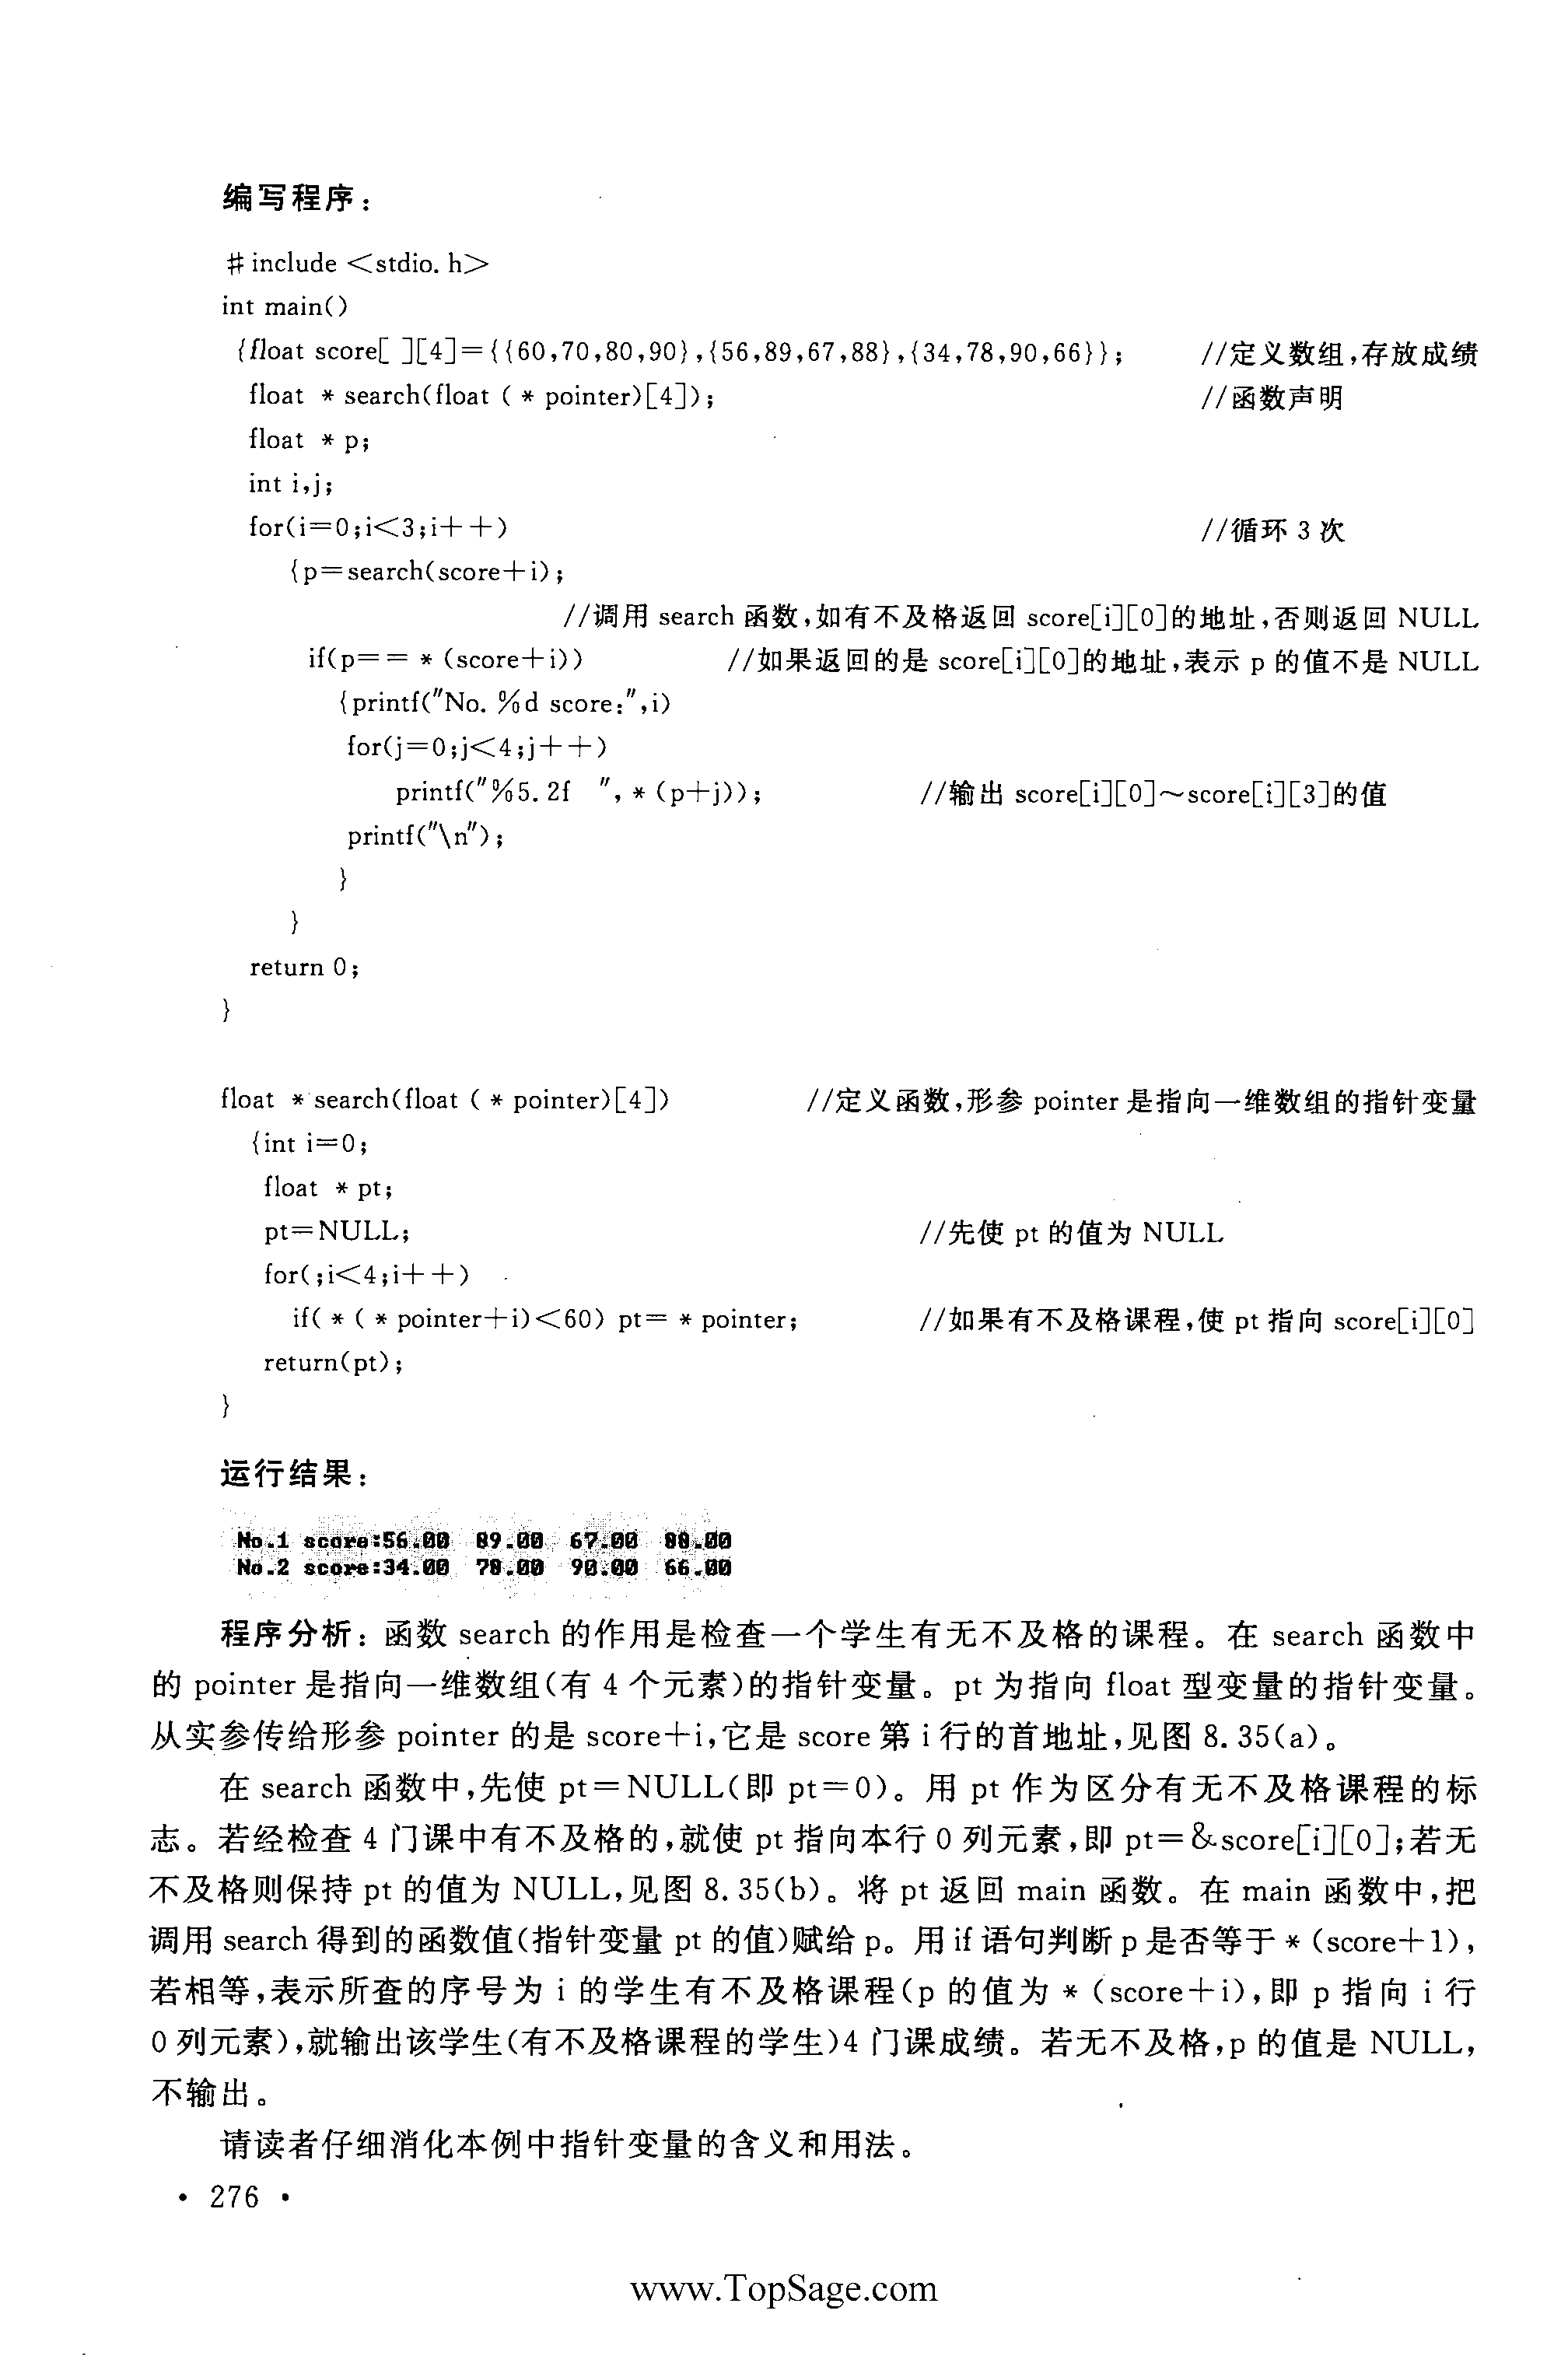 编写程序：
#include <stdio.h>
int main()
{float score[ ][4]={{60,70,80,90},{56,89,67,88},{34,78,90,66}}; //定义数组,存放成绩
float * search(float ( * pointer)[4]); //函数声明
float * p;
int i,j;
for(i=0;i<3;i++) //循环 3 次
{p=search(score+i);
//调用 search 函数,如有不及格返回 score[i][0]的地址,否则返回 NULL
if(p== * (score+i)) //如果返回的是 score[i][0]的地址,表示 p 的值不是 NULL
{printf("No. %d score:",i)
for(j=0;j<4;j++)
printf("%5.2f  ", * (p+j)); //输出 score[i][0]~score[i][3]的值
printf("\n");
}
}
return 0;
}
float * search(float ( * pointer)[4]) //定义函数,形参 pointer 是指向一维数组的指针变量
{int i=0;
float * pt;
pt=NULL; //先使 pt 的值为 NULL
for(;i<4;i++)
if( * ( * pointer+i)<60) pt= * pointer; //如果有不及格课程,使 pt 指向 score[i][0]
return(pt);
}
运行结果：
No.1 score:56.00  89.00  67.00  88.00
No.2 score:34.00  78.00  90.00  66.00
程序分析：函数 search 的作用是检查一个学生有无不及格的课程。在 search 函数中
的 pointer 是指向一维数组(有 4 个元素)的指针变量。pt 为指向 float 型变量的指针变量。
从实参传给形参 pointer 的是 score+i,它是 score 第 i 行的首地址,见图 8.35(a)。
在 search 函数中,先使 pt=NULL(即 pt=0)。用 pt 作为区分有无不及格课程的标
志。若经检查 4 门课中有不及格的,就使 pt 指向本行 0 列元素,即 pt=&score[i][0];若无
不及格则保持 pt 的值为 NULL,见图 8.35(b)。将 pt 返回 main 函数。在 main 函数中,把
调用 search 得到的函数值(指针变量 pt 的值)赋给 p。用 if 语句判断 p 是否等于 * (score+1),
若相等,表示所查的序号为 i 的学生有不及格课程(p 的值为 * (score+i),即 p 指向 i 行
0 列元素),就输出该学生(有不及格课程的学生)4 门课成绩。若无不及格,p 的值是 NULL,
不输出。
请读者仔细消化本例中指针变量的含义和用法。
• 276 •
www.TopSage.com